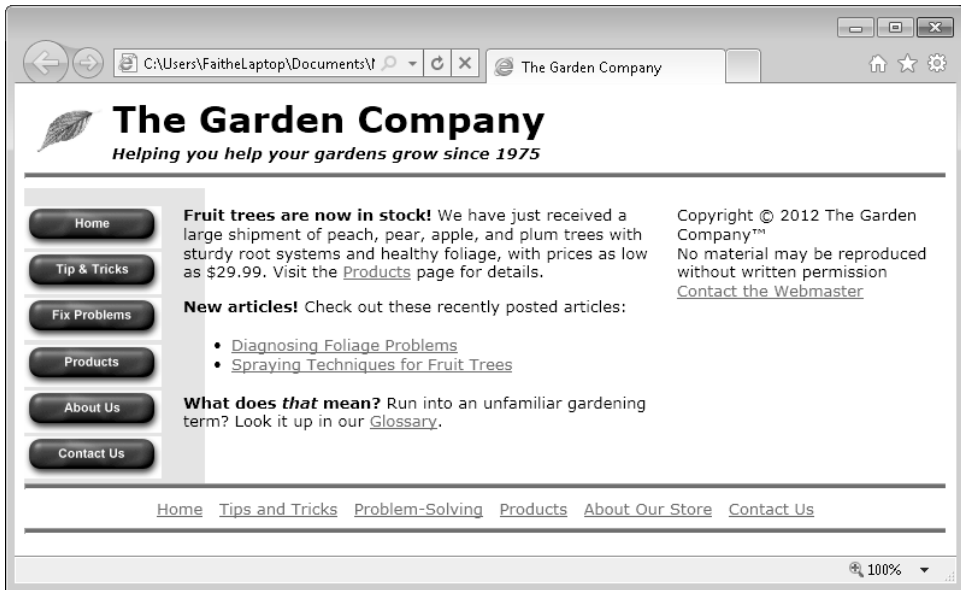 C:\Users\FaitheLaptop\Documents\
The Garden Company
The Garden Company
Helping you help your gardens grow since 1975
Home
Tip & Tricks
Fix Problems
Products
About Us
Contact Us
Fruit trees are now in stock! We have just received a
large shipment of peach, pear, apple, and plum trees with
sturdy root systems and healthy foliage, with prices as low
as $29.99. Visit the Products page for details.
New articles! Check out these recently posted articles:
• Diagnosing Foliage Problems
• Spraying Techniques for Fruit Trees
What does that mean? Run into an unfamiliar gardening
term? Look it up in our Glossary.
Copyright © 2012 The Garden
Company™
No material may be reproduced
without written permission
Contact the Webmaster
Home Tips and Tricks Problem-Solving Products About Our Store Contact Us
100%